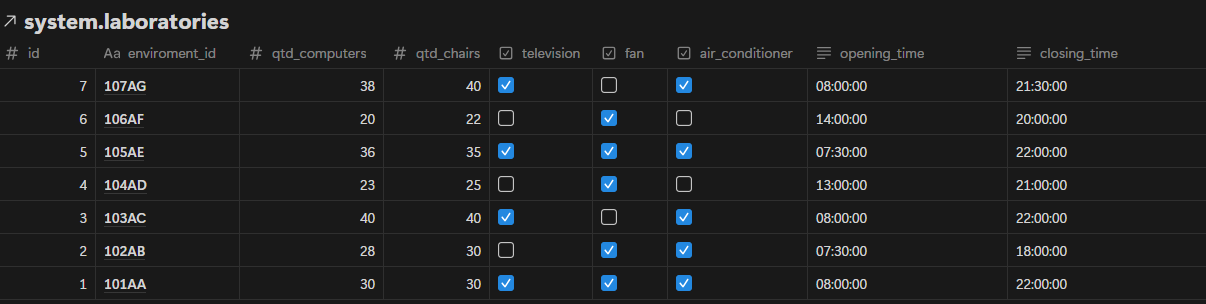 system.laboratories
# id Aa enviroment_id # qtd_computers # qtd_chairs television fan air_conditioner opening_time closing_time
7 107AG 38 40 08:00:00 21:30:00
6 106AF 20 22 14:00:00 20:00:00
5 105AE 36 35 07:30:00 22:00:00
4 104AD 23 25 13:00:00 21:00:00
3 103AC 40 40 08:00:00 22:00:00
2 102AB 28 30 07:30:00 18:00:00
1 101AA 30 30 08:00:00 22:00:00